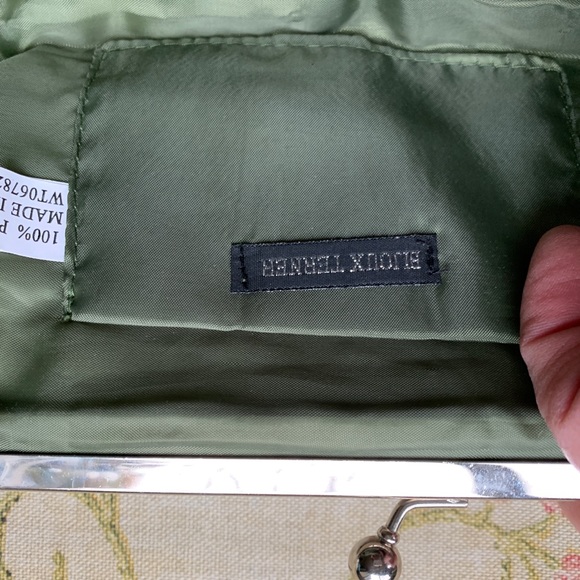 BIJOUX TERNER
100% P
MADE I
WT0678